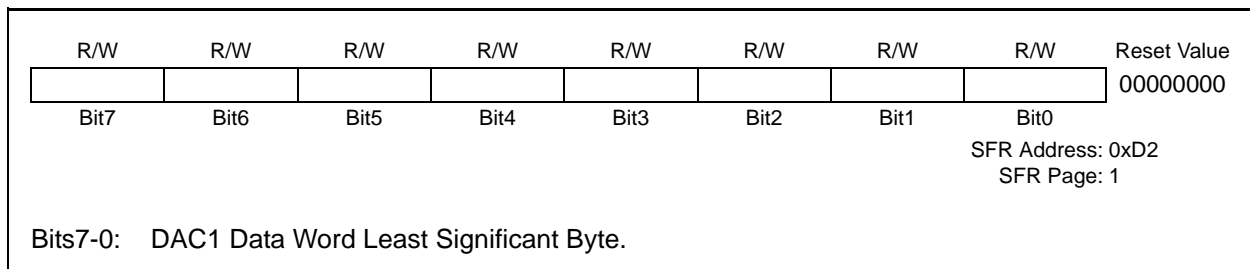 R/W R/W R/W R/W R/W R/W R/W R/W Reset Value
00000000
Bit7 Bit6 Bit5 Bit4 Bit3 Bit2 Bit1 Bit0
SFR Address: 0xD2
SFR Page: 1
Bits7-0: DAC1 Data Word Least Significant Byte.